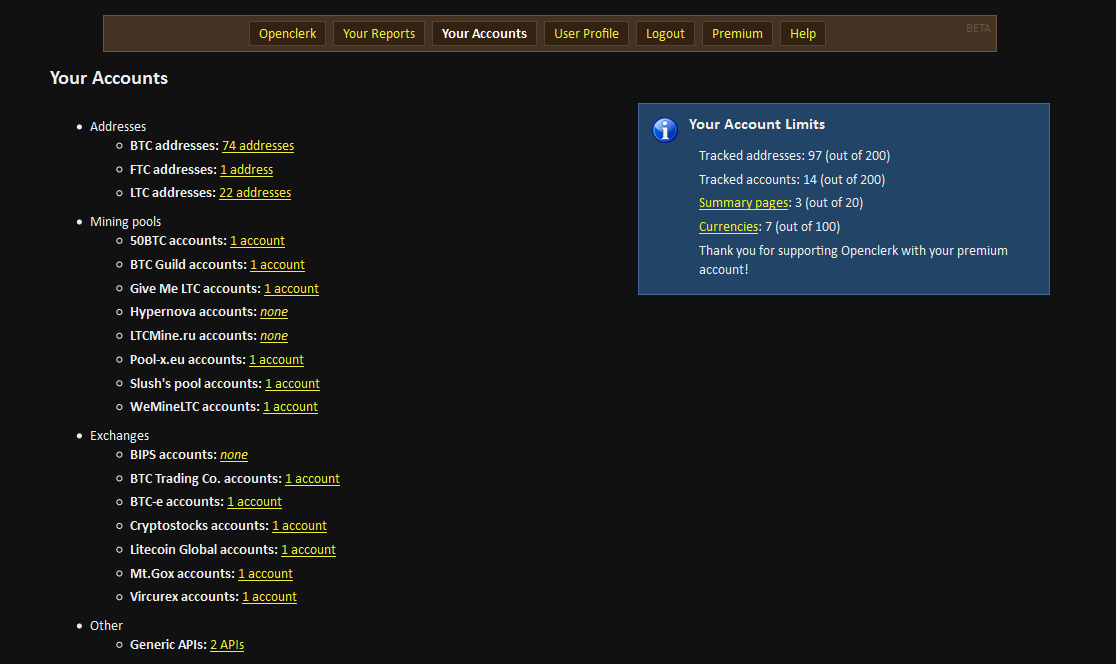 Openclerk Your Reports Your Accounts User Profile Logout Premium Help BETA
Your Accounts
Addresses
BTC addresses: 74 addresses
FTC addresses: 1 address
LTC addresses: 22 addresses
Mining pools
50BTC accounts: 1 account
BTC Guild accounts: 1 account
Give Me LTC accounts: 1 account
Hypernova accounts: none
LTCMine.ru accounts: none
Pool-x.eu accounts: 1 account
Slush's pool accounts: 1 account
WeMineLTC accounts: 1 account
Exchanges
BIPS accounts: none
BTC Trading Co. accounts: 1 account
BTC-e accounts: 1 account
Cryptostocks accounts: 1 account
Litecoin Global accounts: 1 account
Mt.Gox accounts: 1 account
Vircurex accounts: 1 account
Other
Generic APIs: 2 APIs
Your Account Limits
Tracked addresses: 97 (out of 200)
Tracked accounts: 14 (out of 200)
Summary pages: 3 (out of 20)
Currencies: 7 (out of 100)
Thank you for supporting Openclerk with your premium
account!